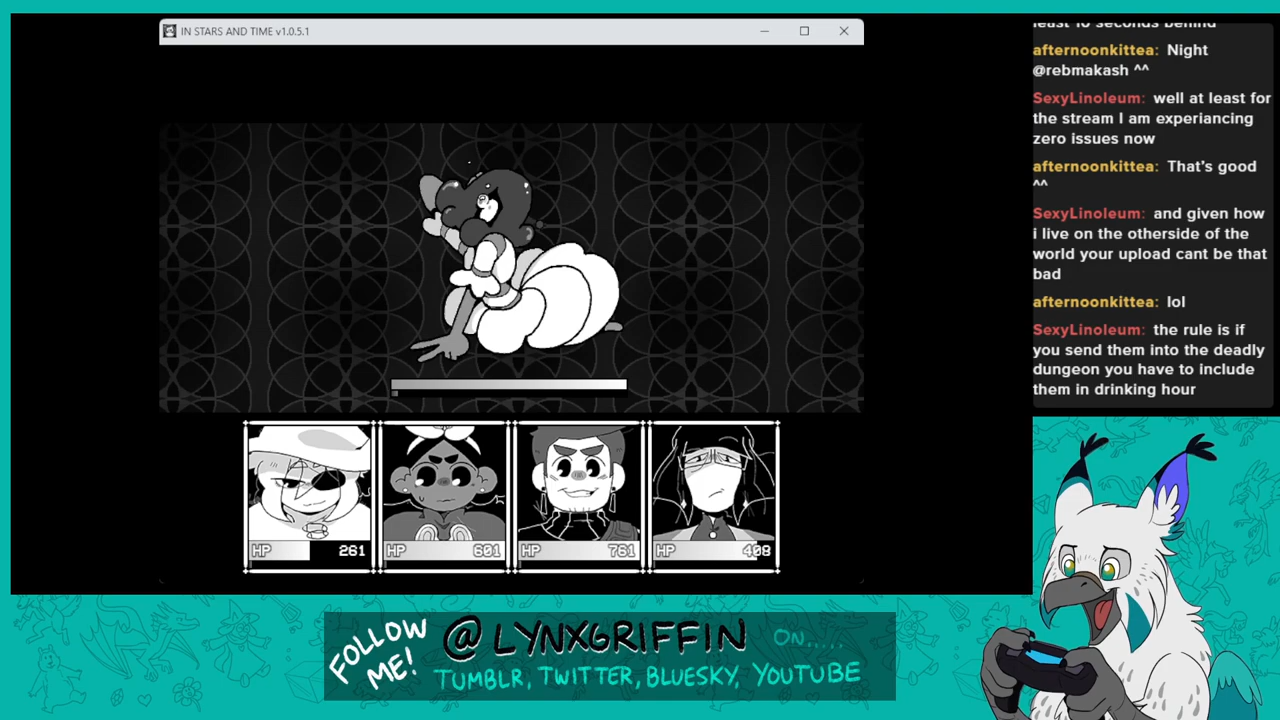 IN STARS AND TIME v1.0.5.1
least 10 seconds behind
afternoonkittea: Night
@rebmakash ^^
SexyLinoleum: well at least for
the stream I am experiancing
zero issues now
afternoonkittea: That's good
^^
SexyLinoleum: and given how
i live on the otherside of the
world your upload cant be that
bad
afternoonkittea: lol
SexyLinoleum: the rule is if
you send them into the deadly
dungeon you have to include
them in drinking hour
HP 261
HP 601
HP 761
HP 408
FOLLOW
ME!
@LYNXGRIFFIN ON.....
TUMBLR, TWITTER, BLUESKY, YOUTUBE